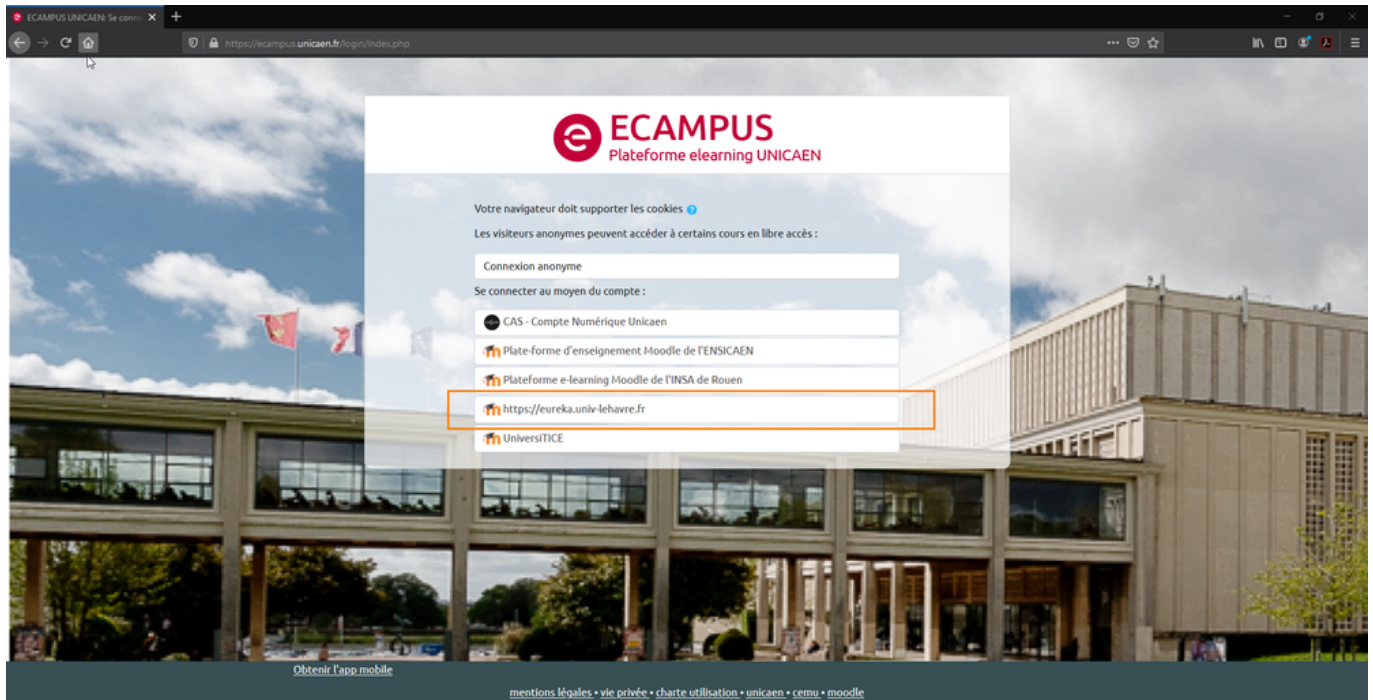 ECAMPUS UNICAEN: Se conne
https://ecampus.unicaen.fr/login/index.php
ECAMPUS
Plateforme elearning UNICAEN
Votre navigateur doit supporter les cookies
Les visiteurs anonymes peuvent accéder à certains cours en libre accès :
Connexion anonyme
Se connecter au moyen du compte :
CAS - Compte Numérique Unicaen
Plate-forme d'enseignement Moodle de l'ENSICAEN
Plateforme e-learning Moodle de l'INSA de Rouen
https://eureka.univ-lehavre.fr
UniversiTICE
Obtenir l'app mobile
mentions légales • vie privée • charte utilisation • unicaen • cemu • moodle